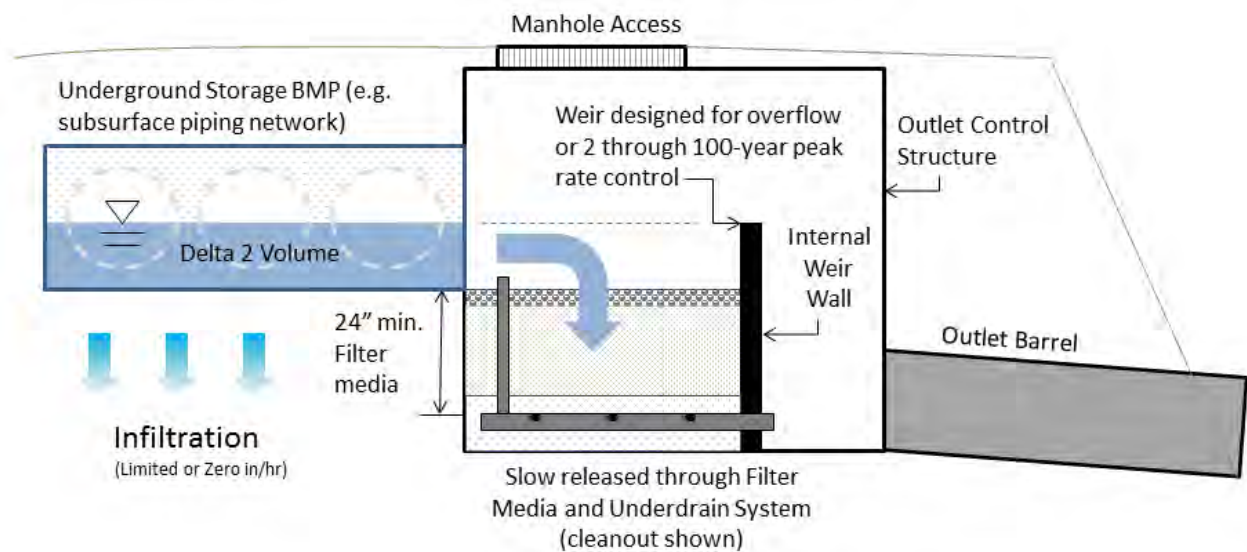 Manhole Access
Underground Storage BMP (e.g.
subsurface piping network)
Weir designed for overflow
or 2 through 100-year peak
rate control
Outlet Control
Structure
Delta 2 Volume
Internal
Weir
Wall
24” min.
Filter
media
Outlet Barrel
Infiltration
(Limited or Zero in/hr)
Slow released through Filter
Media and Underdrain System
(cleanout shown)